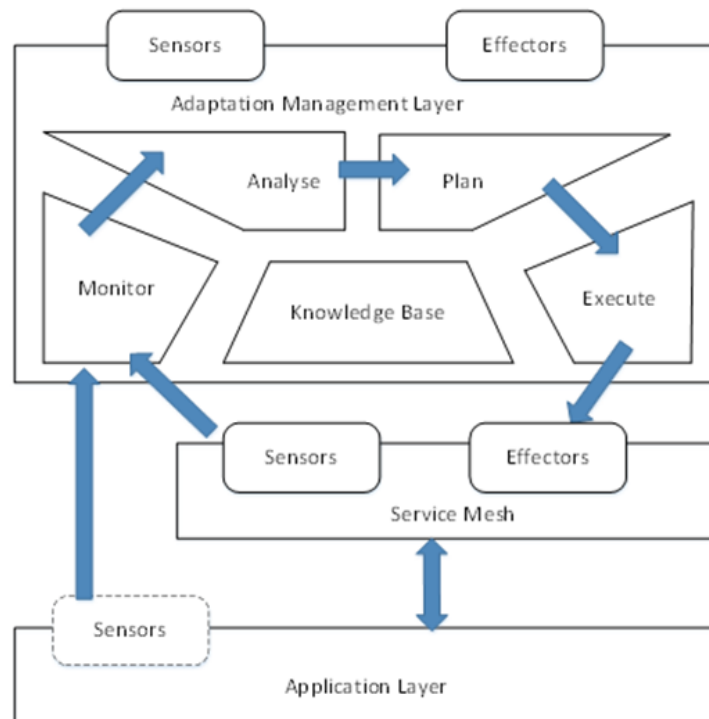 Sensors
Effectors
Adaptation Management Layer
Analyse
Plan
Monitor
Knowledge Base
Execute
Sensors
Effectors
Service Mesh
Sensors
Application Layer